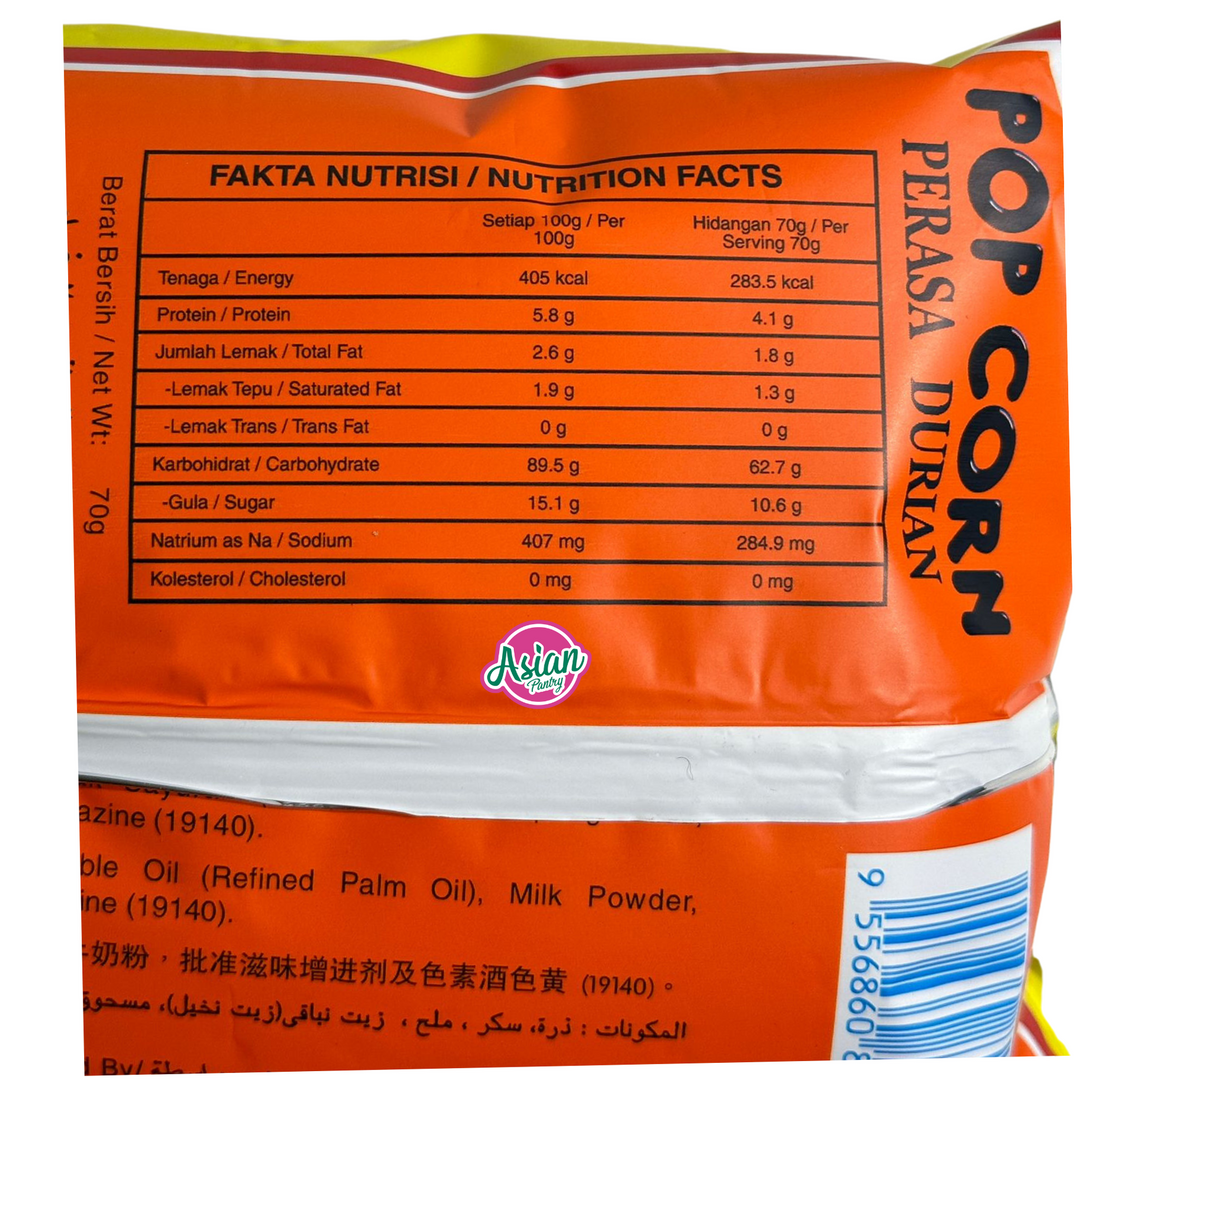 FAKTA NUTRISI / NUTRITION FACTS
Setiap 100g / Per 100g
Hidangan 70g / Per Serving 70g
Tenaga / Energy 405 kcal 283.5 kcal
Protein / Protein 5.8 g 4.1 g
Jumlah Lemak / Total Fat 2.6 g 1.8 g
-Lemak Tepu / Saturated Fat 1.9 g 1.3 g
-Lemak Trans / Trans Fat 0 g 0 g
Karbohidrat / Carbohydrate 89.5 g 62.7 g
-Gula / Sugar 15.1 g 10.6 g
Natrium as Na / Sodium 407 mg 284.9 mg
Kolesterol / Cholesterol 0 mg 0 mg
Berat Bersih / Net Wt: 70g
POP CORN
PERASA DURIAN
Asian
Pantry
azine (19140).
ble Oil (Refined Palm Oil), Milk Powder,
ine (19140).
奶粉，批准滋味增进剂及色素酒色黄 (19140)。
المكونات : ذرة، سكر ، ملح ، زيت نباقى(زيت نخيل)، مسحوق
By/
9 556860